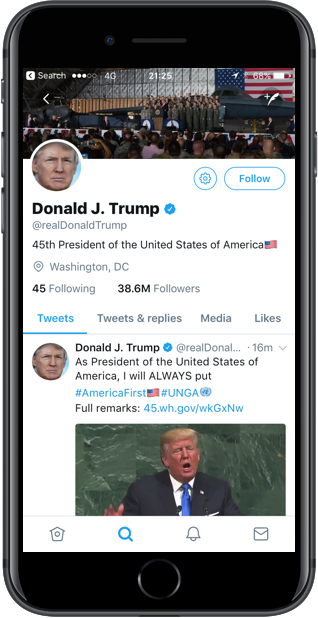 Search 4G 21:25 68%
Follow
Donald J. Trump
@realDonaldTrump
45th President of the United States of America🇺🇸
Washington, DC
45 Following 38.6M Followers
Tweets Tweets & replies Media Likes
Donald J. Trump @realDonal... · 16m
As President of the United States of
America, I will ALWAYS put
#AmericaFirst🇺🇸#UNGA🇺🇳
Full remarks: 45.wh.gov/wkGxNw